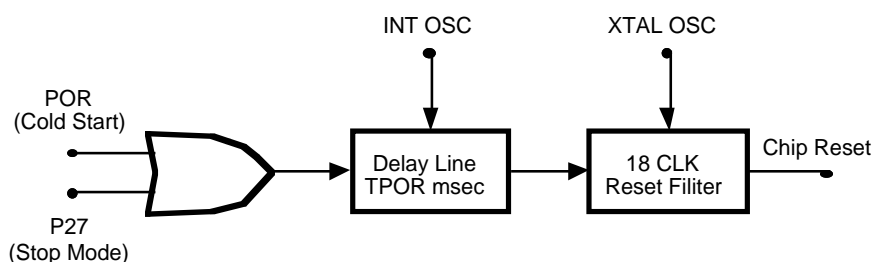 INT OSC
XTAL OSC
POR
(Cold Start)
Delay Line
TPOR msec
18 CLK
Reset Filiter
Chip Reset
P27
(Stop Mode)